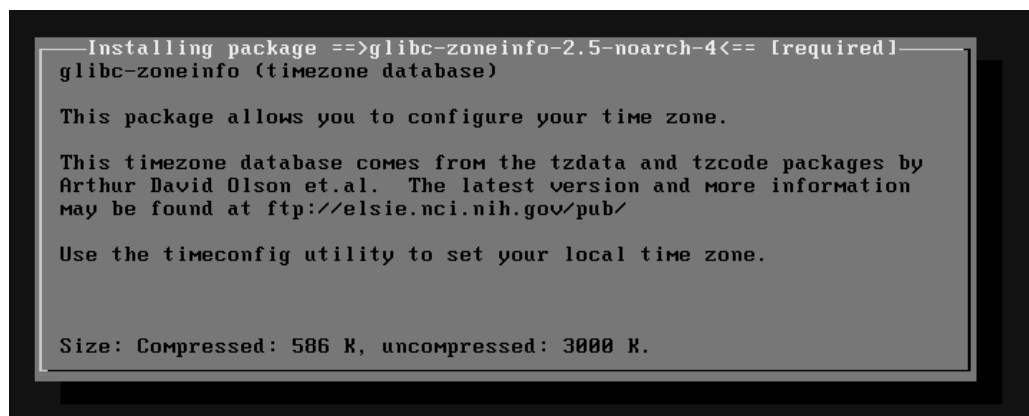 Installing package ==>glibc-zoneinfo-2.5-noarch-4<== [required]
glibc-zoneinfo (timezone database)
This package allows you to configure your time zone.
This timezone database comes from the tzdata and tzcode packages by
Arthur David Olson et.al.  The latest version and more information
may be found at ftp://elsie.nci.nih.gov/pub/
Use the timeconfig utility to set your local time zone.
Size: Compressed: 586 K, uncompressed: 3000 K.